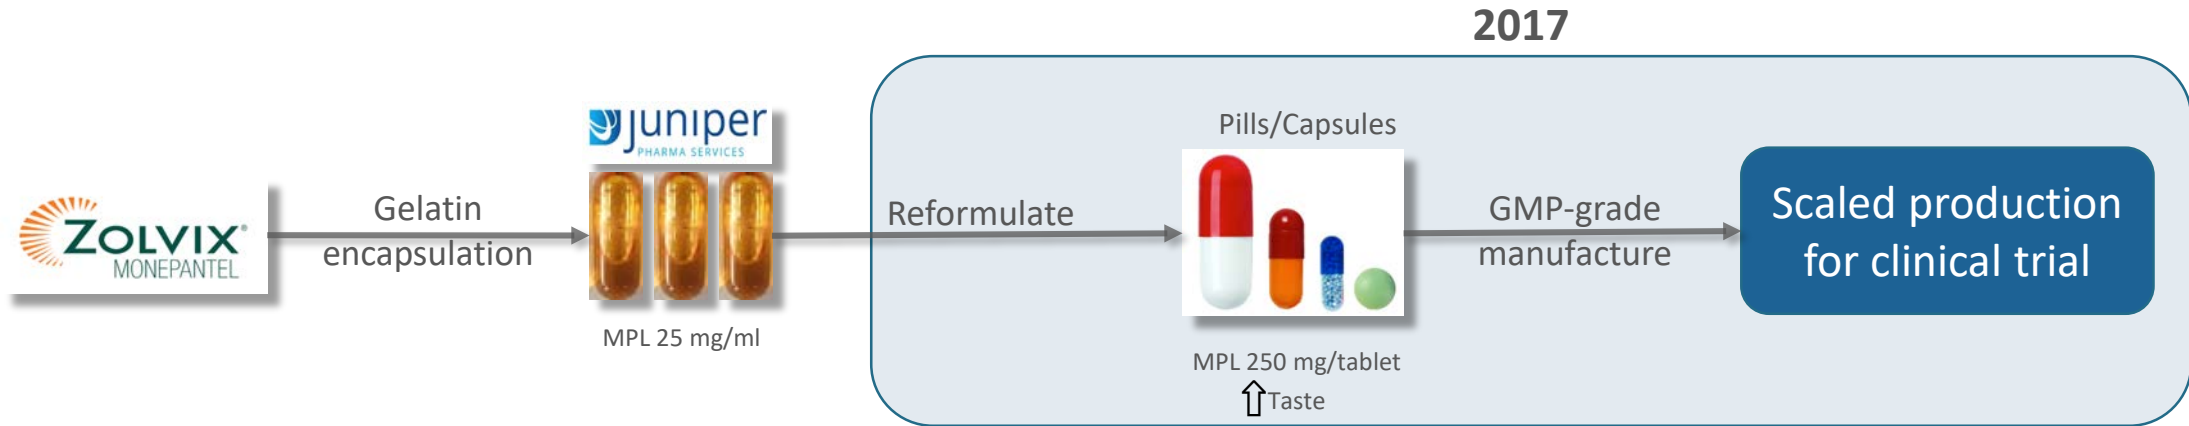 2017
ZOLVIX®
MONEPANTEL
Gelatin
encapsulation
juniper
PHARMA SERVICES
MPL 25 mg/ml
Reformulate
Pills/Capsules
MPL 250 mg/tablet
Taste
GMP-grade
manufacture
Scaled production
for clinical trial